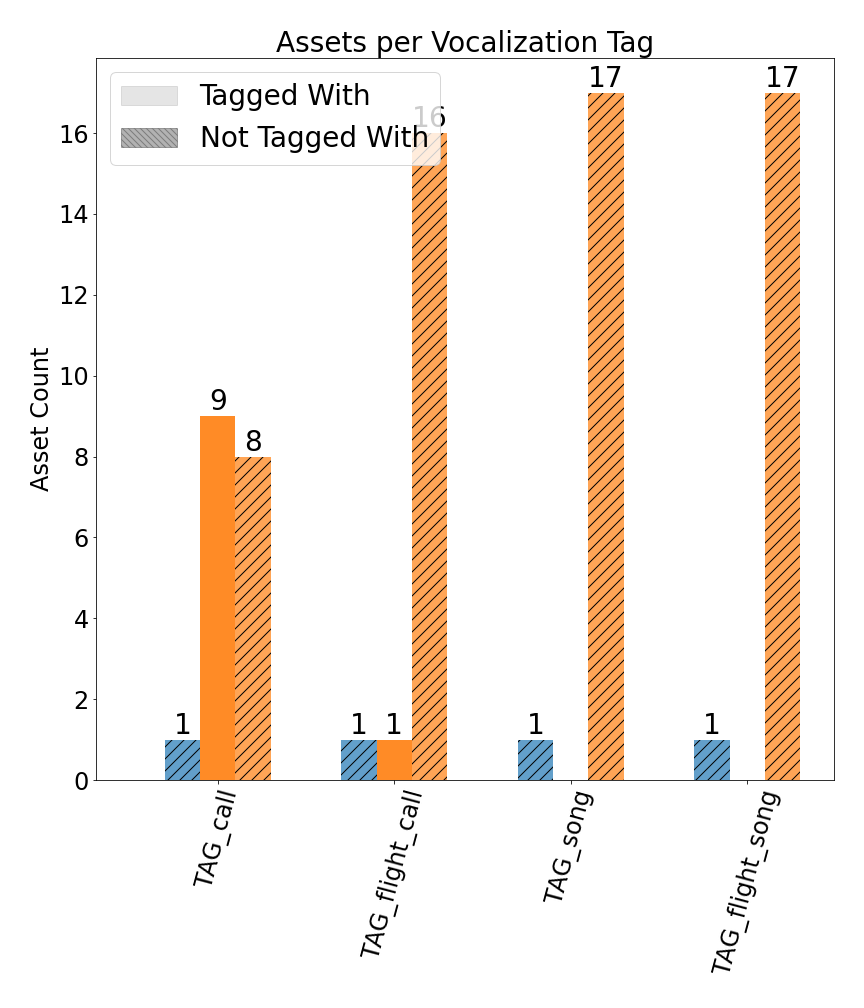 Assets per Vocalization Tag
Tagged With
Not Tagged With
Asset Count
16
14
12
10
8
6
4
2
0
1
9
8
1
1
16
1
17
1
17
TAG_call
TAG_flight_call
TAG_song
TAG_flight_song